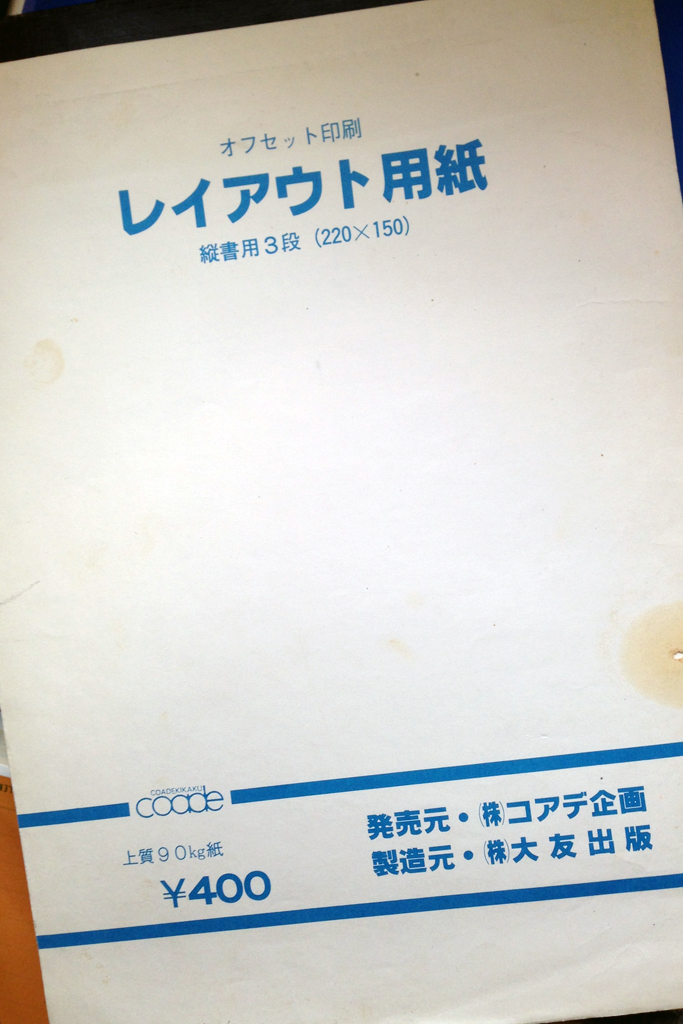 オフセット印刷
レイアウト用紙
縦書用3段 (220×150)
COADEKIKAKU
coade
上質90kg紙
¥400
発売元・㈱コアデ企画
製造元・㈱大友出版